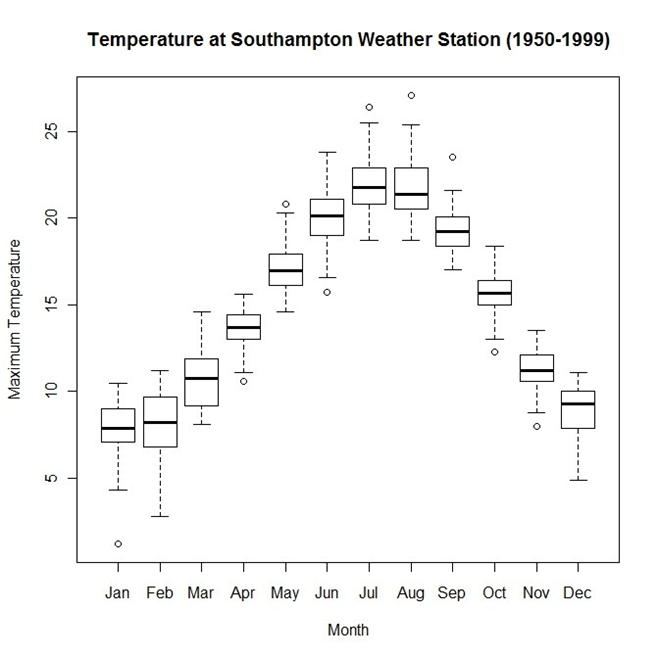 Temperature at Southampton Weather Station (1950-1999)
Maximum Temperature
25
20
15
10
5
Jan Feb Mar Apr May Jun Jul Aug Sep Oct Nov Dec
Month